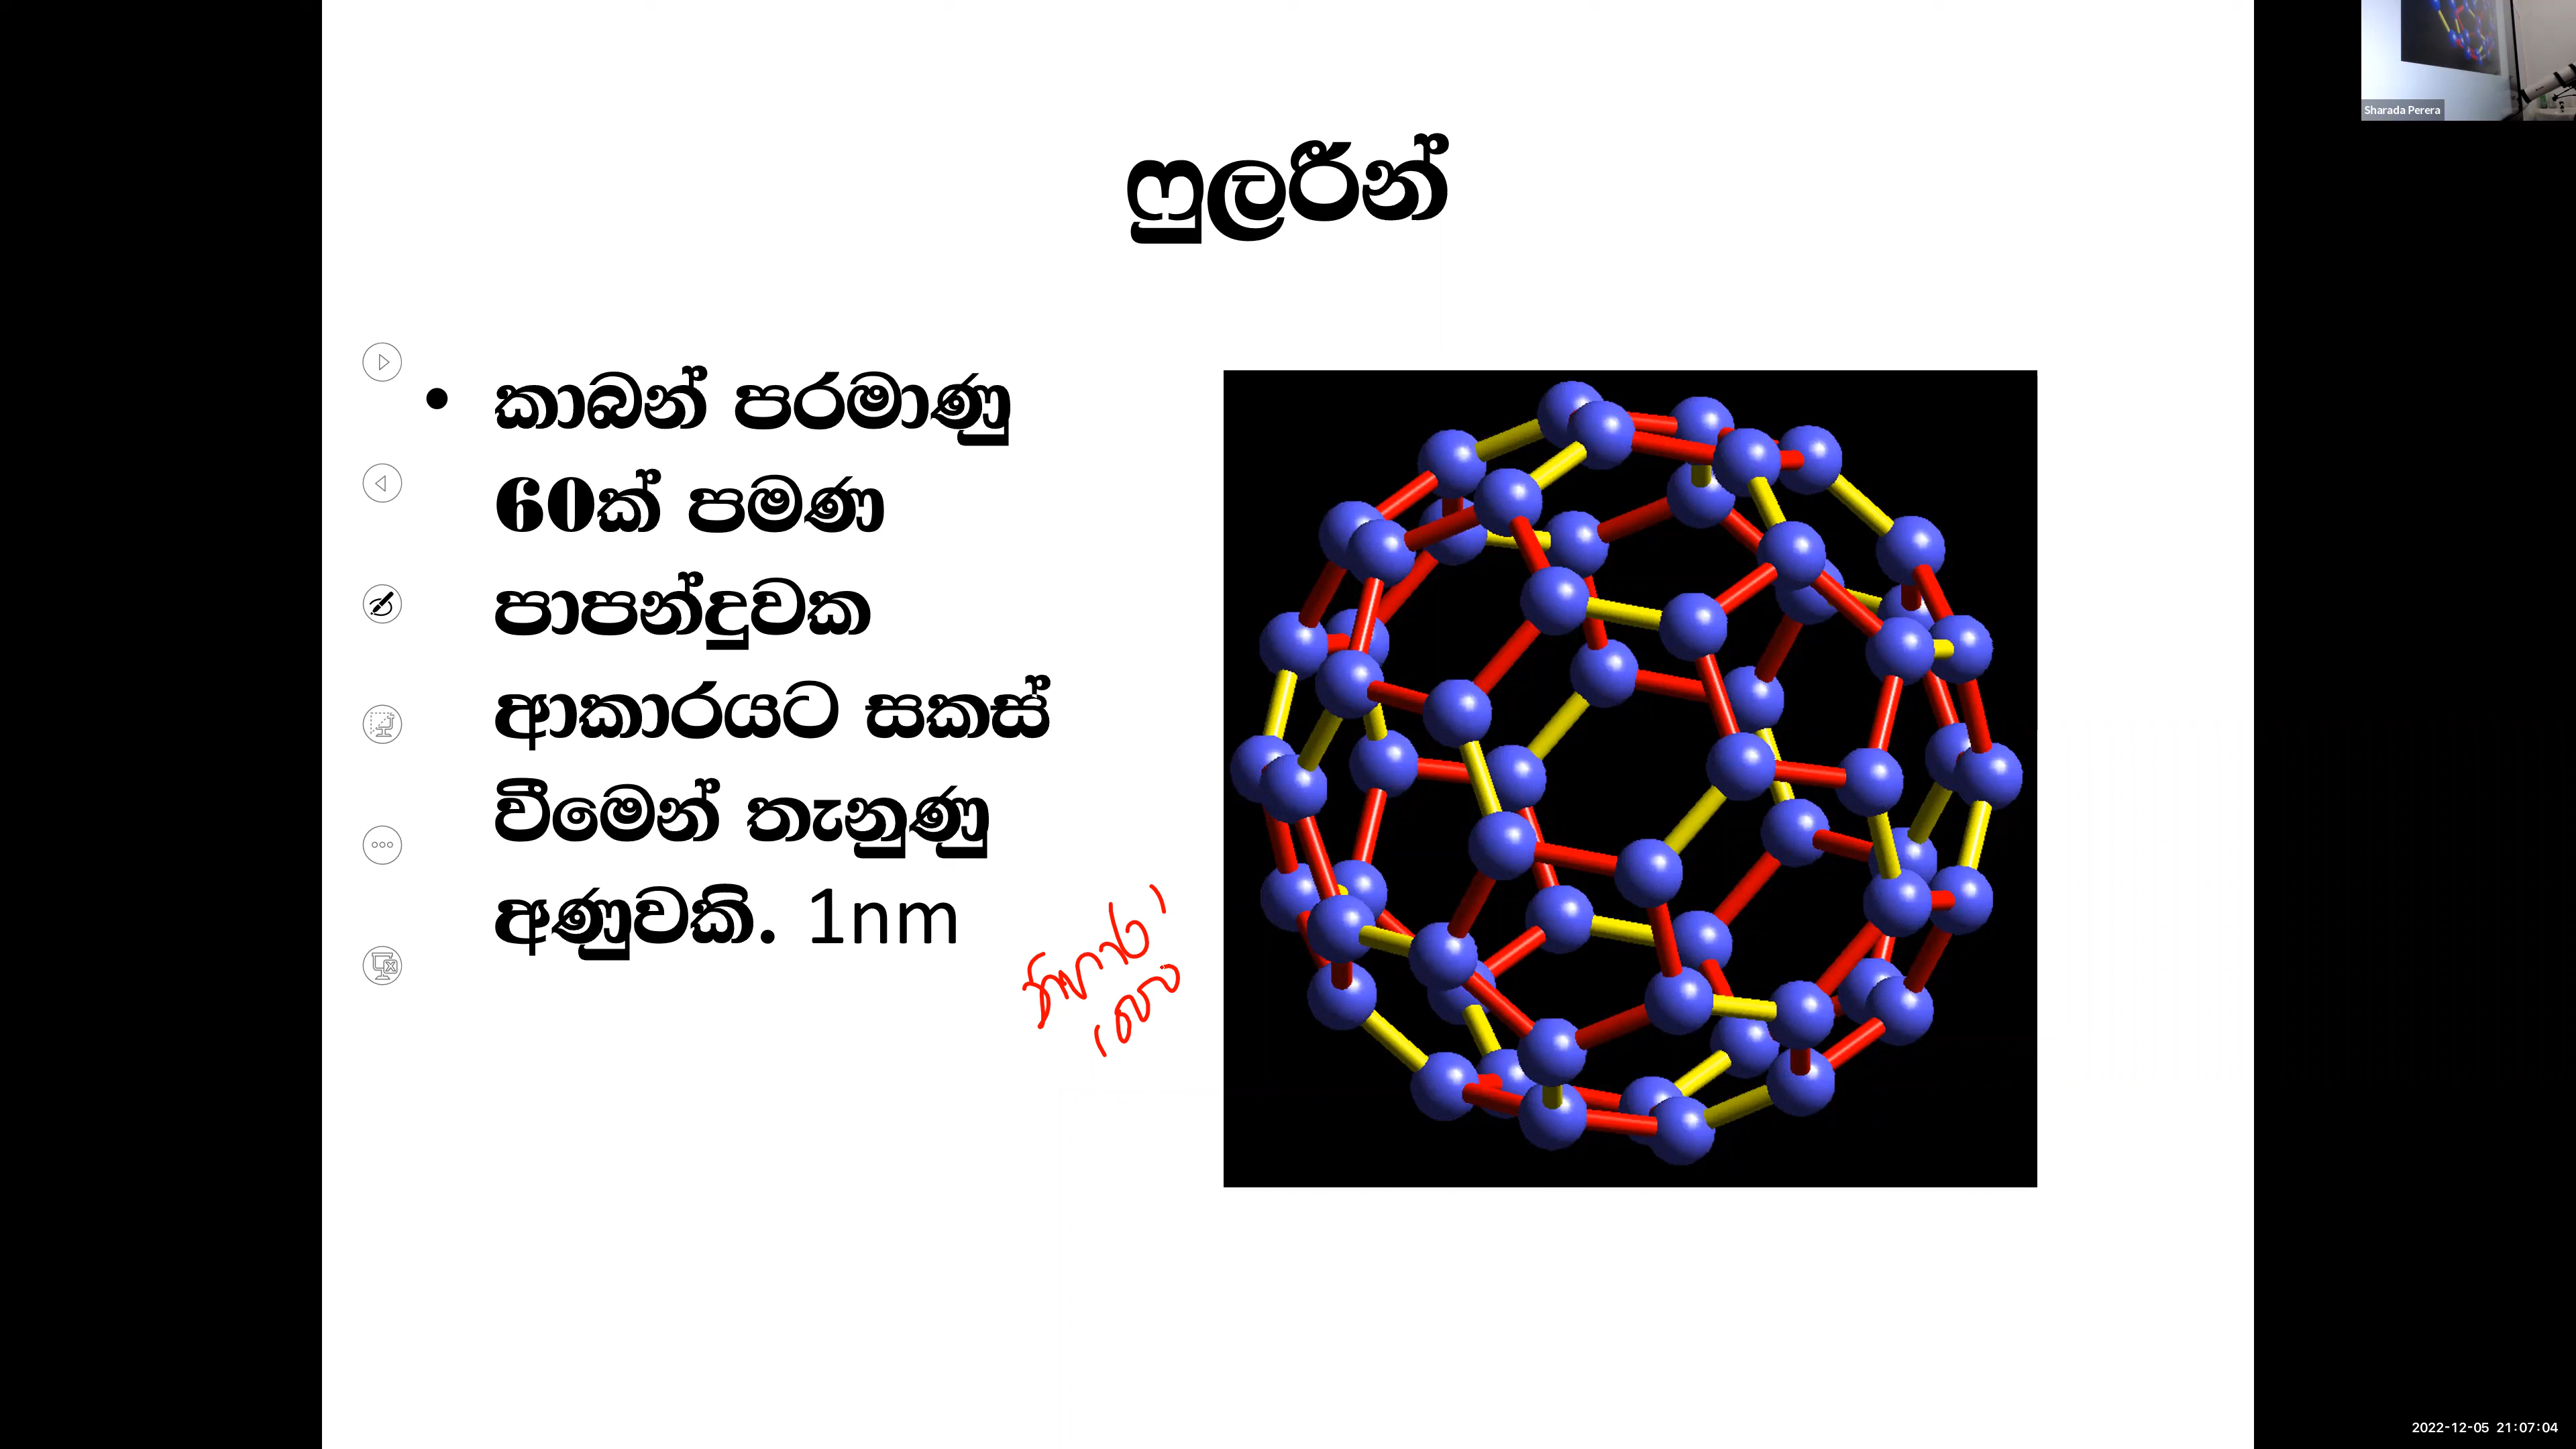 Sharada Perera
ෆුලරීන්
• කාබන් පරමාණු
60ක් පමණ
පාපන්දුවක
ආකාරයට සකස්
වීමෙන් තැනුණු
අණුවකි. 1nm
2022-12-05 21:07:04